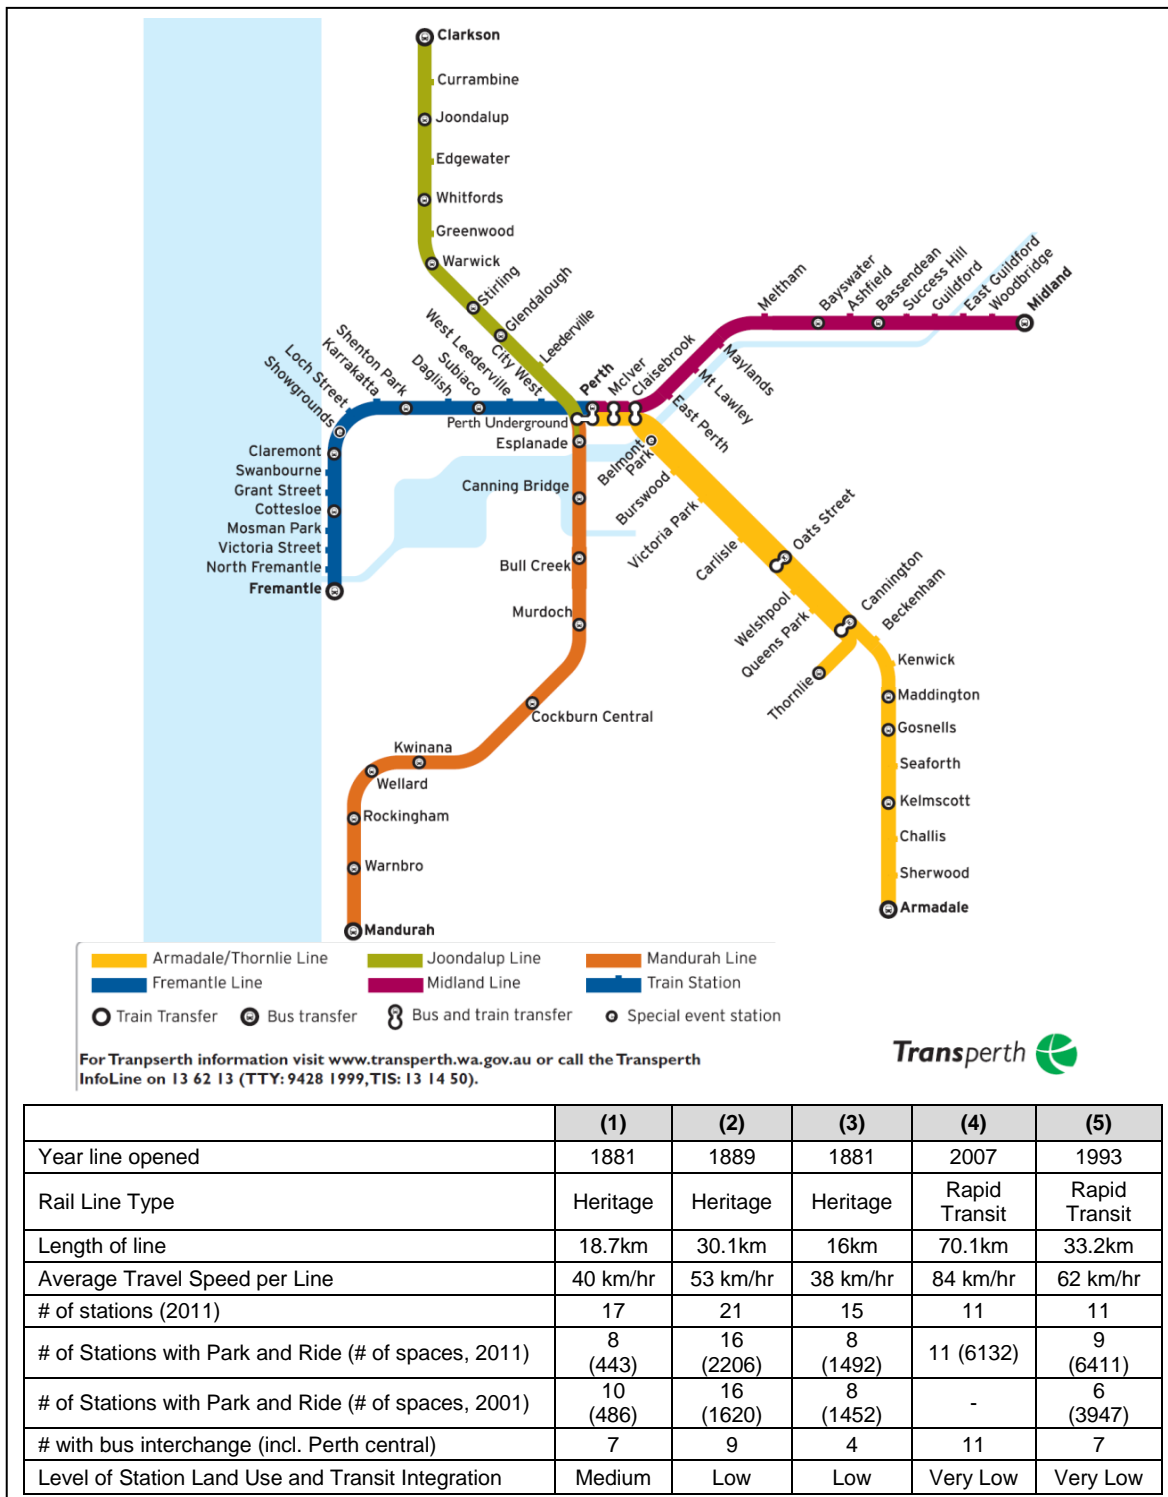 Clarkson
Currambine
Joondalup
Edgewater
Whitfords
Greenwood
Warwick
Stirling
Glendalough
Leederville
Meltham
Bayswater
Ashfield
Bassendean
Success Hill
Guildford
East Guildford
Woodbridge
Midland
Showgrounds
Loch Street
Karrakatta
Shenton Park
Daglish
Subiaco
West Leederville
City West
Perth
McIver
Claisebrook
Maylands
Mt Lawley
East Perth
Perth Underground
Esplanade
Claremont
Swanbourne
Grant Street
Cottesloe
Mosman Park
Victoria Street
North Fremantle
Fremantle
Canning Bridge
Bull Creek
Murdoch
Cockburn Central
Kwinana
Wellard
Rockingham
Warnbro
Mandurah
Belmont
Park
Burswood
Victoria Park
Carlisle
Oats Street
Welshpool
Queens Park
Cannington
Thornlie
Beckenham
Kenwick
Maddington
Gosnells
Seaforth
Kelmscott
Challis
Sherwood
Armadale
Armadale/Thornlie Line Joondalup Line Mandurah Line
Fremantle Line Midland Line Train Station
Train Transfer Bus transfer Bus and train transfer Special event station
For Tranpserth information visit www.transperth.wa.gov.au or call the Transperth
InfoLine on 13 62 13 (TTY: 9428 1999, TIS: 13 14 50).
Transperth
(1) (2) (3) (4) (5)
Year line opened 1881 1889 1881 2007 1993
Rail Line Type Heritage Heritage Heritage Rapid Transit Rapid Transit
Length of line 18.7km 30.1km 16km 70.1km 33.2km
Average Travel Speed per Line 40 km/hr 53 km/hr 38 km/hr 84 km/hr 62 km/hr
# of stations (2011) 17 21 15 11 11
# of Stations with Park and Ride (# of spaces, 2011) 8 (443) 16 (2206) 8 (1492) 11 (6132) 9 (6411)
# of Stations with Park and Ride (# of spaces, 2001) 10 (486) 16 (1620) 8 (1452) - 6 (3947)
# with bus interchange (incl. Perth central) 7 9 4 11 7
Level of Station Land Use and Transit Integration Medium Low Low Very Low Very Low